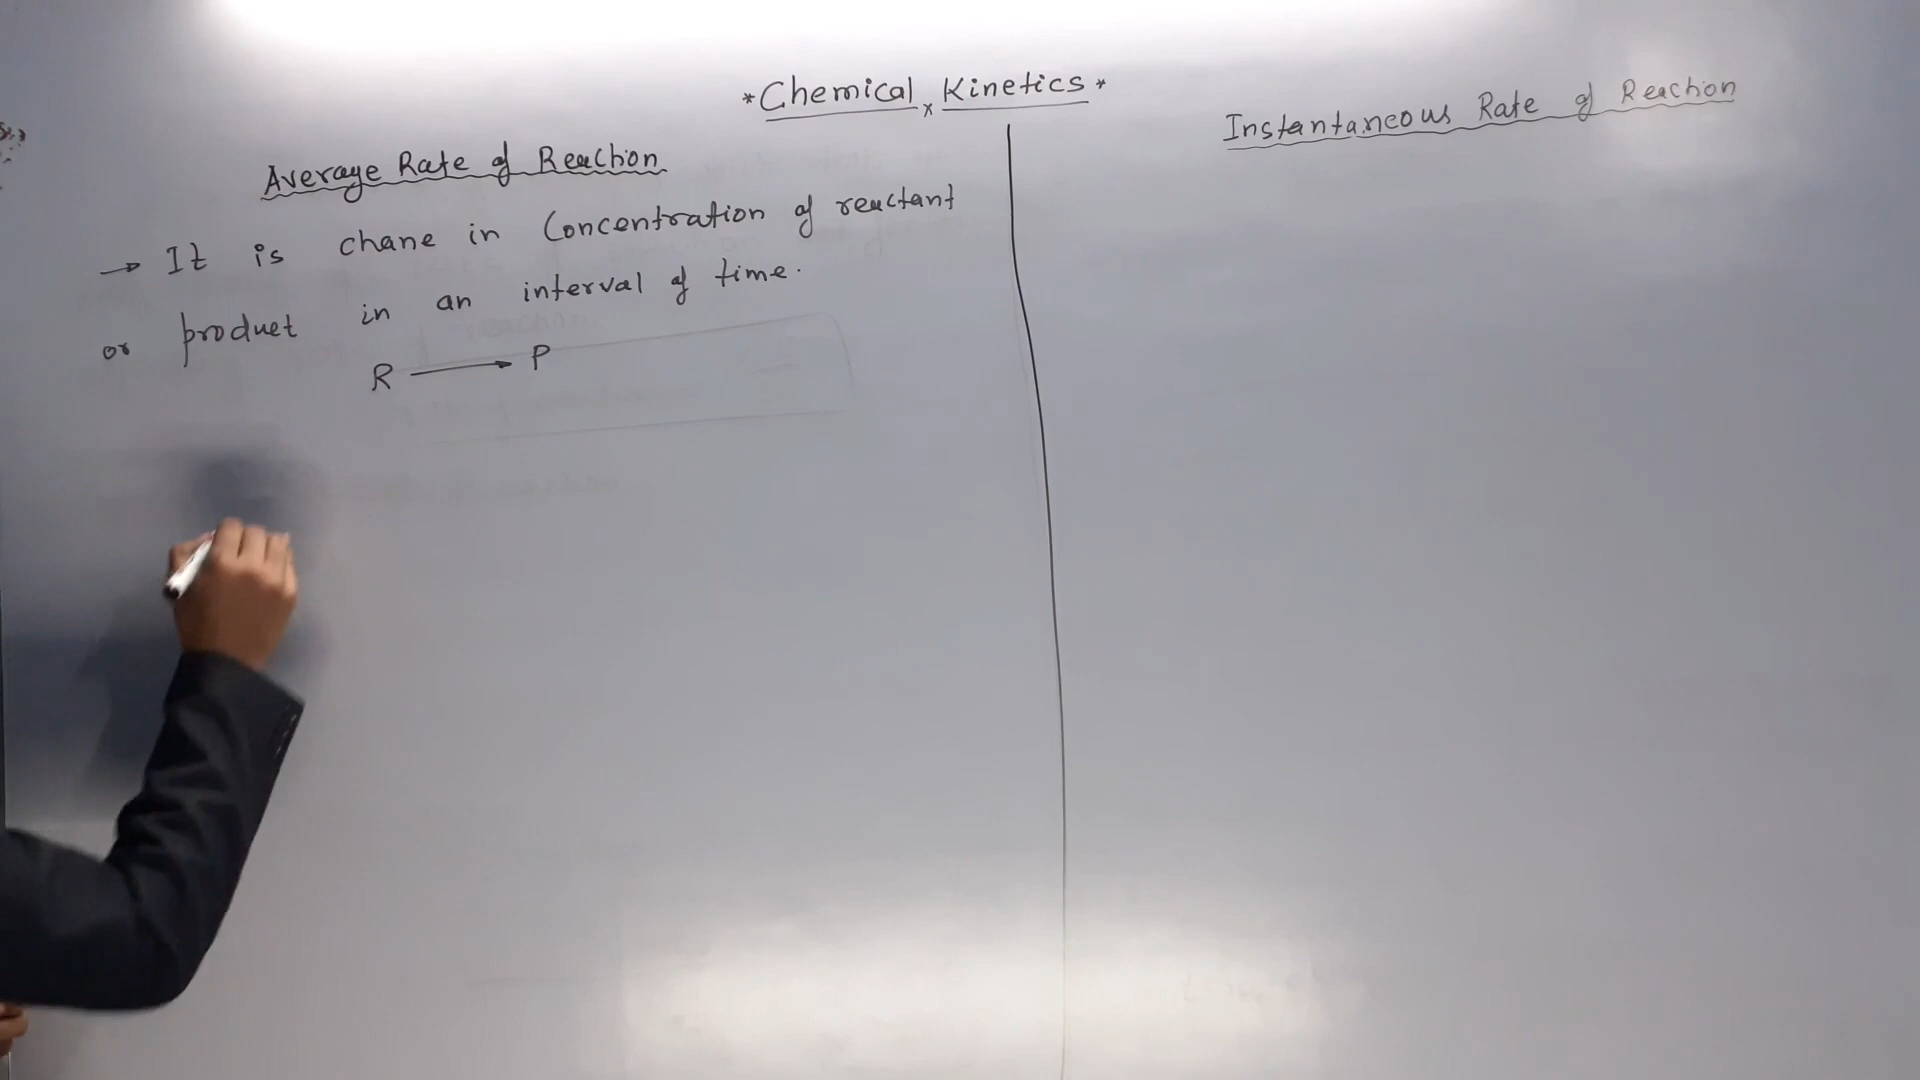 *Chemical x Kinetics*
Average Rate of Reaction
→ It is chane in Concentration of reactant
or product in an interval of time.
R ⟶ P
Instantaneous Rate of Reaction